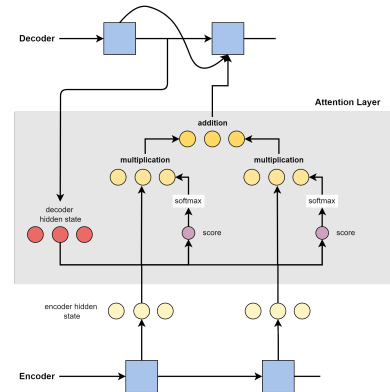 Decoder
Attention Layer
addition
multiplication
multiplication
softmax
softmax
decoder
hidden state
score
score
encoder hidden
state
Encoder